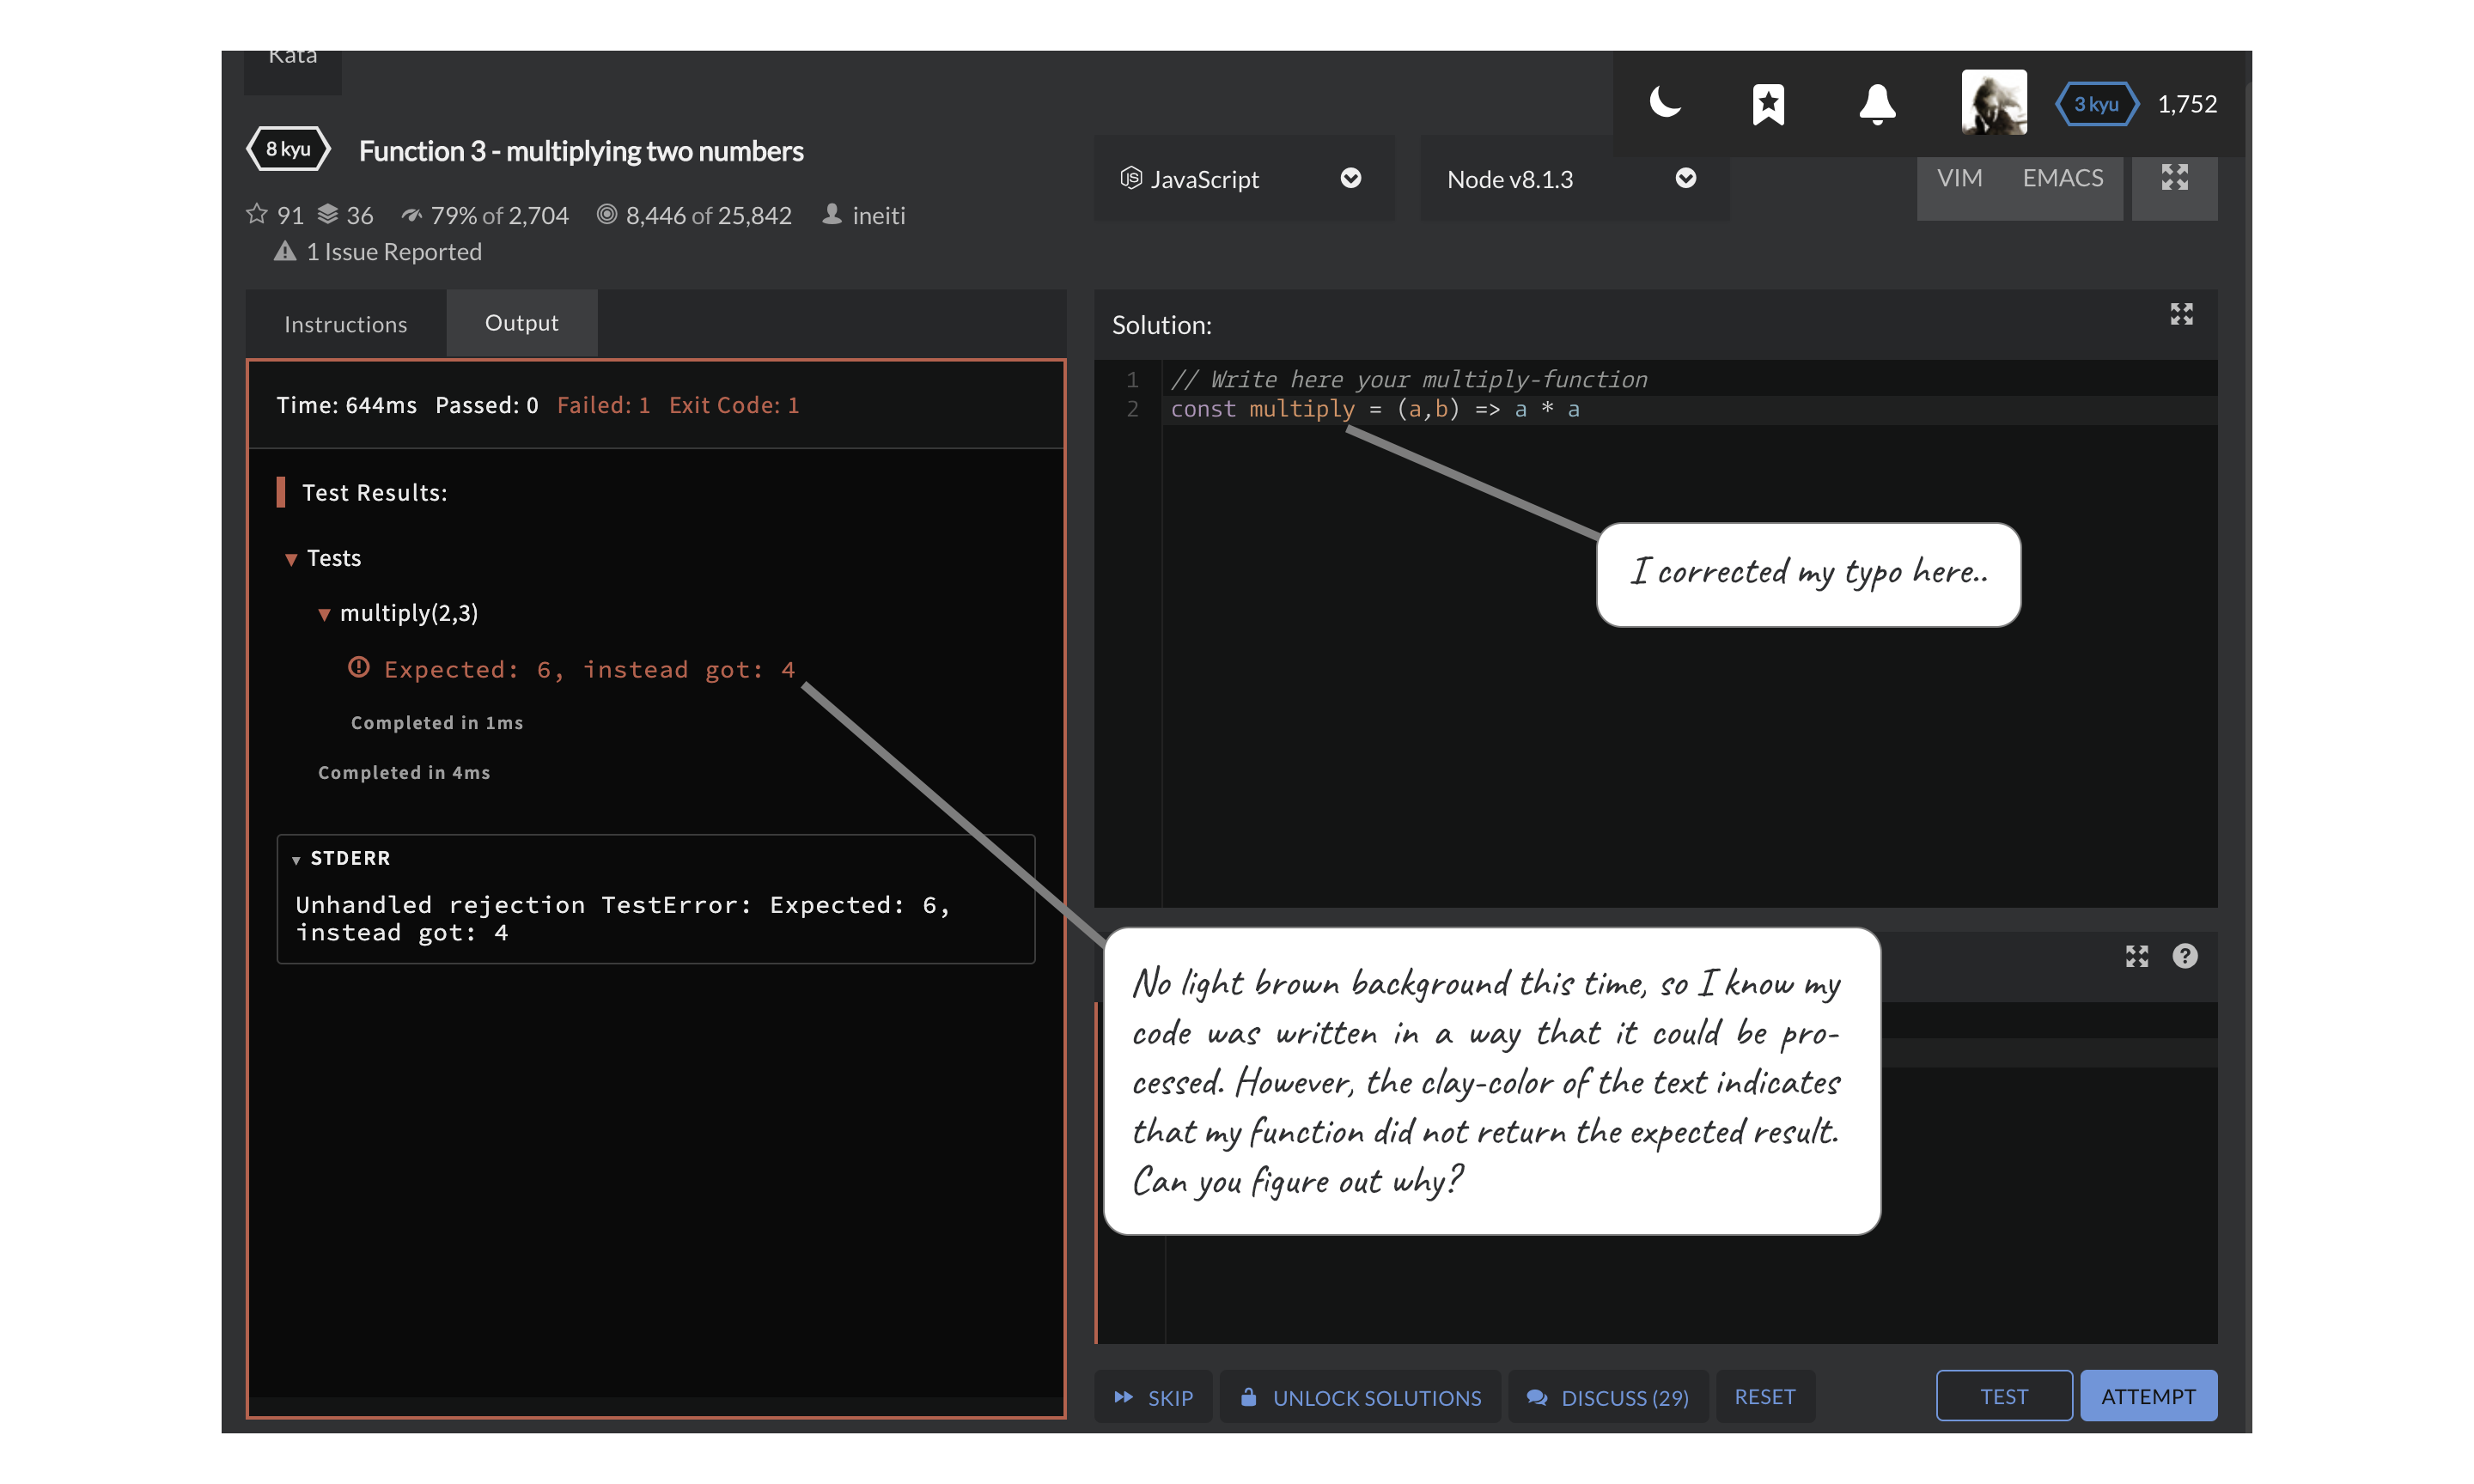 Kata
3 kyu 1,752
8 kyu Function 3 - multiplying two numbers
JavaScript
Node v8.1.3
VIM EMACS
91 36 79% of 2,704 8,446 of 25,842 ineiti
1 Issue Reported
Instructions Output
Time: 644ms Passed: 0 Failed: 1 Exit Code: 1
Test Results:
Tests
multiply(2,3)
Expected: 6, instead got: 4
Completed in 1ms
Completed in 4ms
STDERR
Unhandled rejection TestError: Expected: 6,
instead got: 4
Solution:
1 // Write here your multiply-function
2 const multiply = (a,b) => a * a
I corrected my typo here..
No light brown background this time, so I know my
code was written in a way that it could be pro-
cessed. However, the clay-color of the text indicates
that my function did not return the expected result.
Can you figure out why?
SKIP UNLOCK SOLUTIONS DISCUSS (29) RESET TEST ATTEMPT